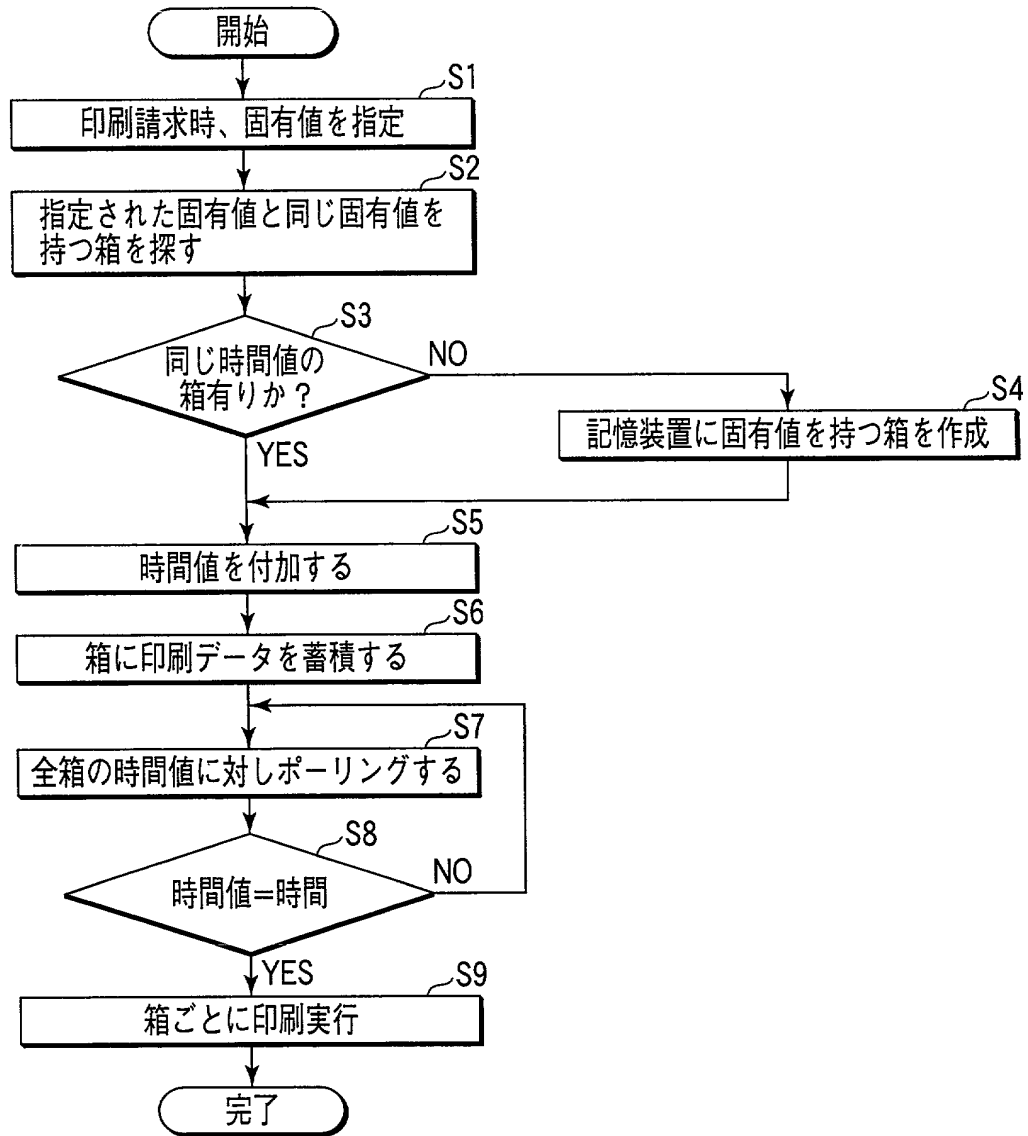 開始
S1
印刷請求時、固有値を指定
S2
指定された固有値と同じ固有値を
持つ箱を探す
S3
同じ時間値の
箱有りか?
NO
YES
S4
記憶装置に固有値を持つ箱を作成
S5
時間値を付加する
S6
箱に印刷データを蓄積する
S7
全箱の時間値に対しポーリングする
S8
時間値=時間
NO
YES
S9
箱ごとに印刷実行
完了